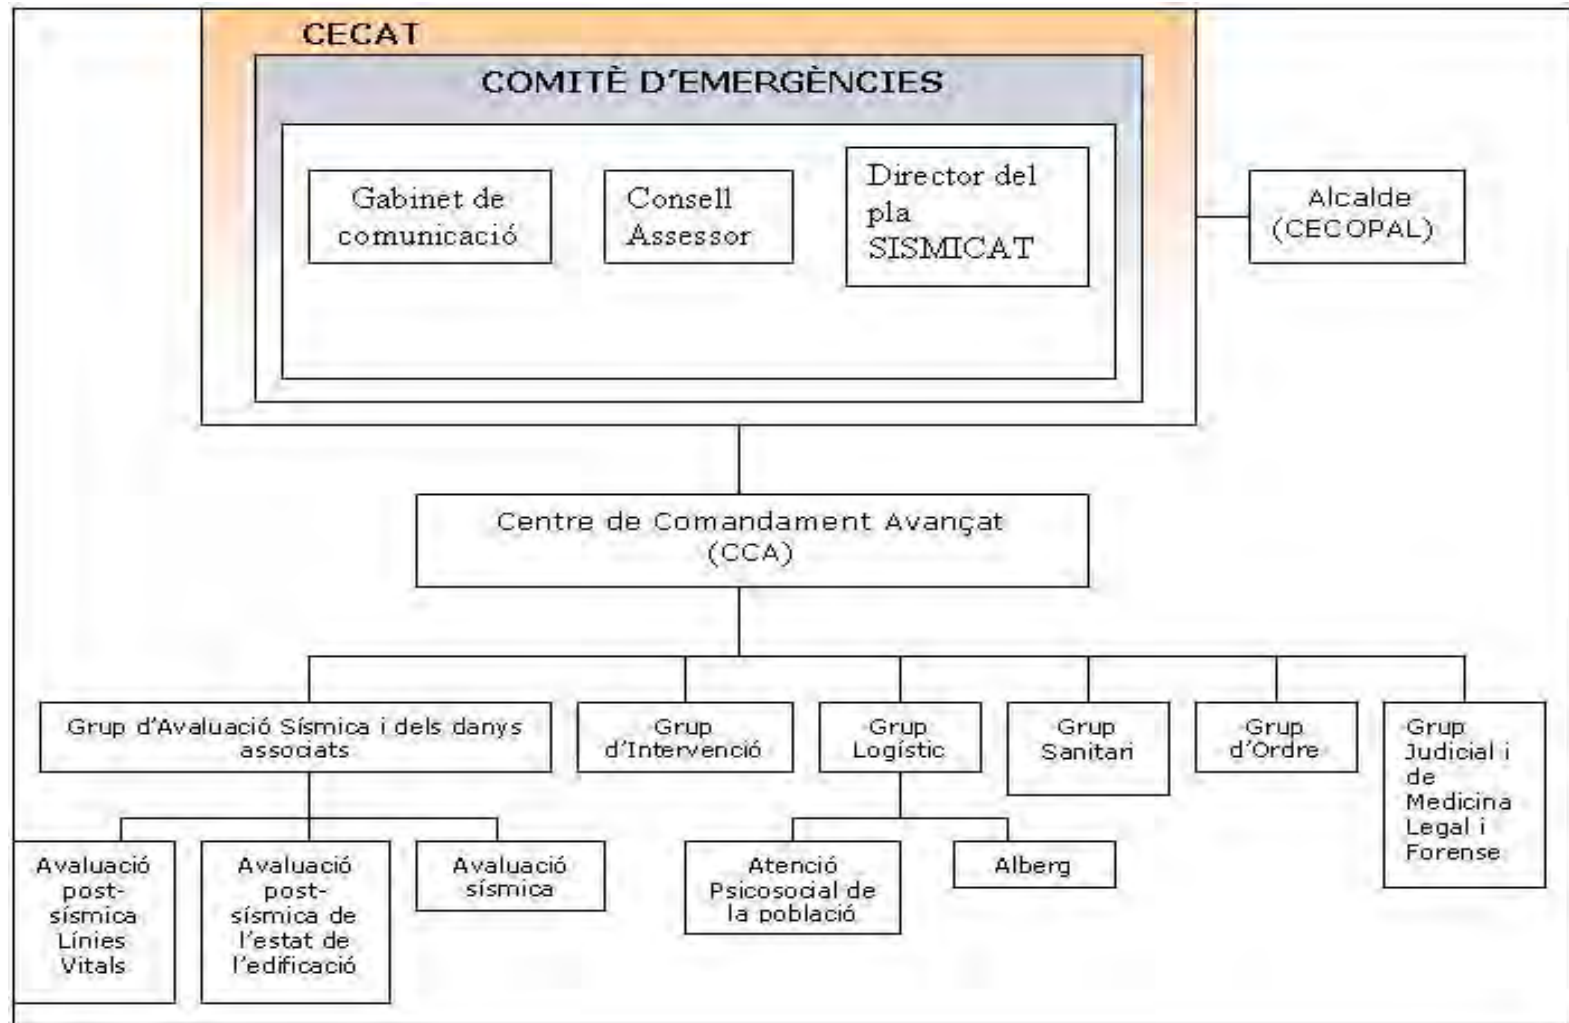 CECAT
COMITÈ D'EMERGÈNCIES
Gabinet de
comunicació
Consell
Assessor
Director del
pla
SISMICAT
Alcalde
(CECOPAL)
Centre de Comandament Avançat
(CCA)
Grup d'Avaluació Sísmica i dels danys
associats
Grup
d'Intervenció
Grup
Logístic
Grup
Sanitari
Grup
d'Ordre
Grup
Judicial i
de
Medicina
Legal i
Forense
Avaluació
post-
sísmica
Línies
Vitals
Avaluació
post-
sísmica de
l'estat de
l'edificació
Avaluació
sísmica
Atenció
Psicosocial de
la població
Alberg